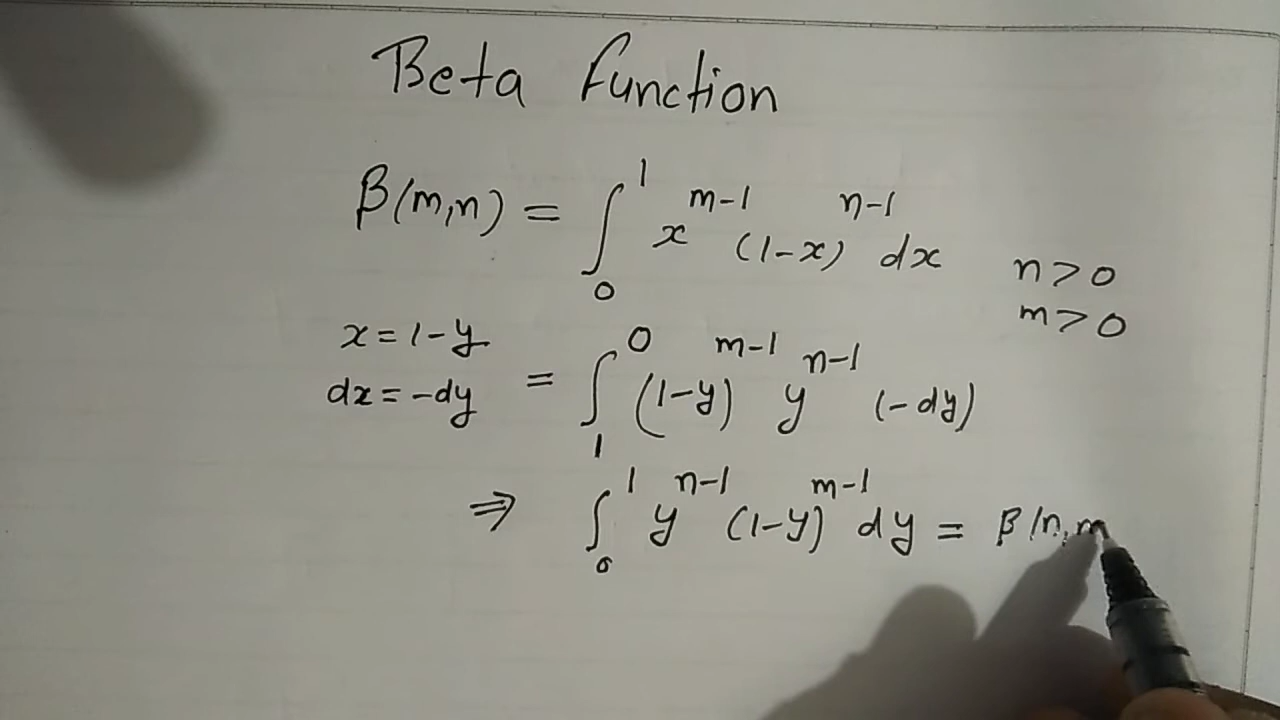 Beta function
β(m,n) = ∫₀¹ x^{m-1} (1-x)^{n-1} dx n>0
m>0
x = 1-y
dx = -dy = ∫₁⁰ (1-y)^{m-1} y^{n-1} (-dy)
⇒ ∫₀¹ y^{n-1} (1-y)^{m-1} dy = β(n,m